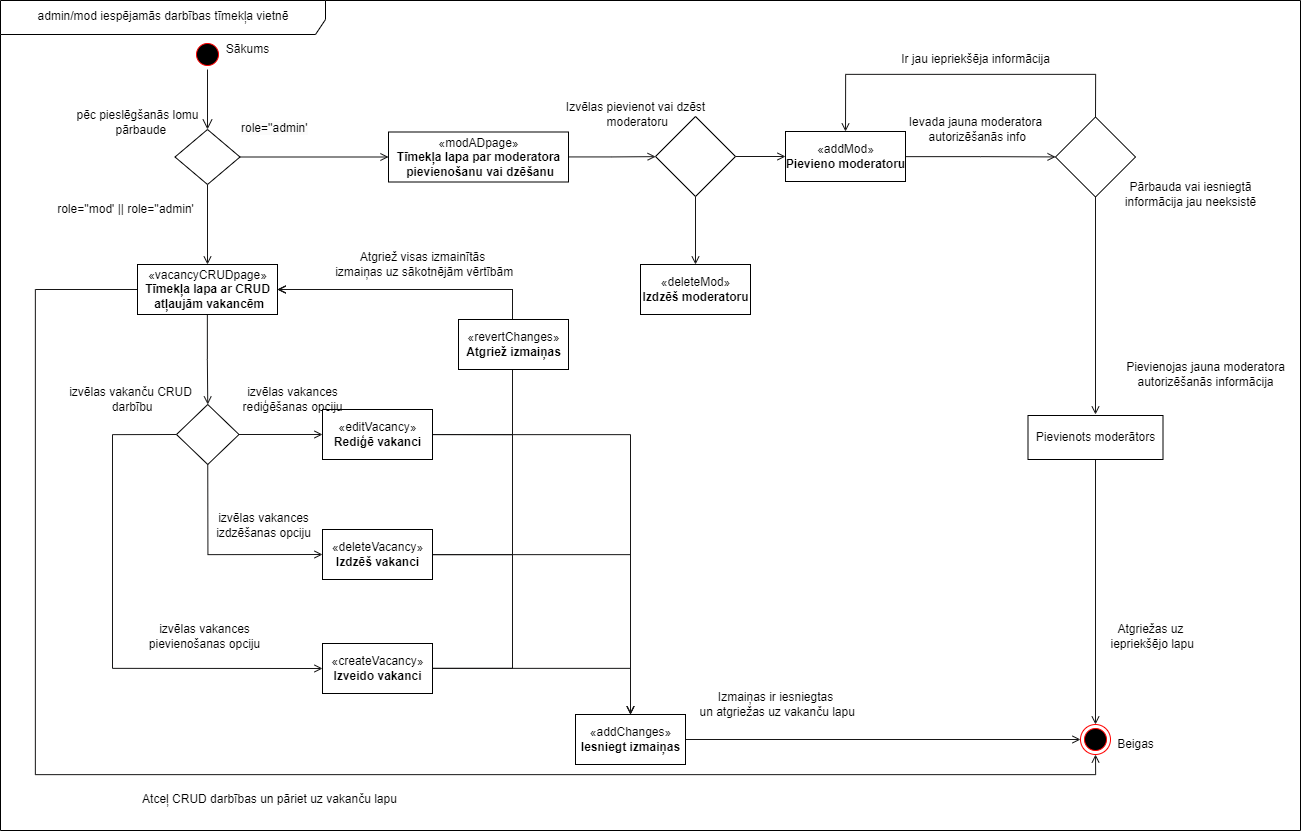 admin/mod iespējamās darbības tīmekļa vietnē
Sākums
pēc pieslēgšanās lomu
pārbaude
role="admin'
role="mod' || role="admin'
«modADpage»
Tīmekļa lapa par moderatora
pievienošanu vai dzēšanu
Izvēlas pievienot vai dzēst
moderatoru
«addMod»
Pievieno moderatoru
Ir jau iepriekšēja informācija
Ievada jauna moderatora
autorizēšanās info
Pārbauda vai iesniegtā
informācija jau neeksistē
«deleteMod»
Izdzēš moderatoru
«vacyncyCRUDpage»
Tīmekļa lapa ar CRUD
atļaujām vakancēm
Atgriež visas izmainītās
izmaiņas uz sākotnējām vērtībām
«revertChanges»
Atgriež izmaiņas
izvēlas vakanču CRUD
darbību
izvēlas vakances
rediģēšanas opciju
«editVacancy»
Rediģē vakanci
izvēlas vakances
izdzēšanas opciju
«deleteVacancy»
Izdzēš vakanci
izvēlas vakances
pievienošanas opciju
«createVacancy»
Izveido vakanci
Pievienojas jauna moderatora
autorizēšanās informācija
Pievienots moderātors
Atgriežas uz
iepriekšējo lapu
Izmaiņas ir iesniegtas
un atgriežas uz vakanču lapu
«addChanges»
Iesniegt izmaiņas
Beigas
Atceļ CRUD darbības un pāriet uz vakanču lapu